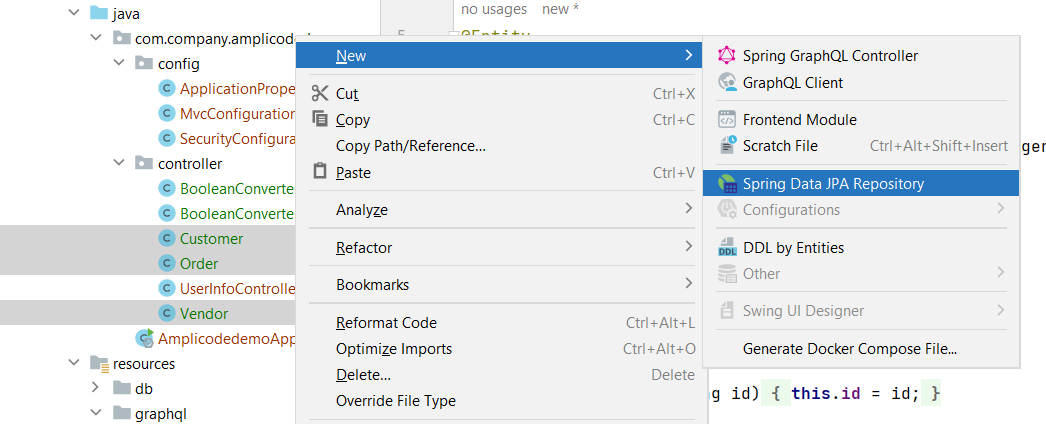 java
com.company.amplicod
config
ApplicationPrope
MvcConfiguration
SecurityConfigura
controller
BooleanConverte
BooleanConverte
Customer
Order
UserInfoControlle
Vendor
AmplicodedemoApp
resources
db
graphql
no usages new *
5 @Entity
New
Cut Ctrl+X
Copy Ctrl+C
Copy Path/Reference...
Paste Ctrl+V
Analyze
Refactor
Bookmarks
Reformat Code Ctrl+Alt+L
Optimize Imports Ctrl+Alt+O
Delete... Delete
Override File Type
Spring GraphQL Controller
GraphQL Client
Frontend Module
Scratch File Ctrl+Alt+Shift+Insert
Spring Data JPA Repository
Configurations
DDL by Entities
Other
Swing UI Designer
Generate Docker Compose File...
ger
g id) { this.id = id; }